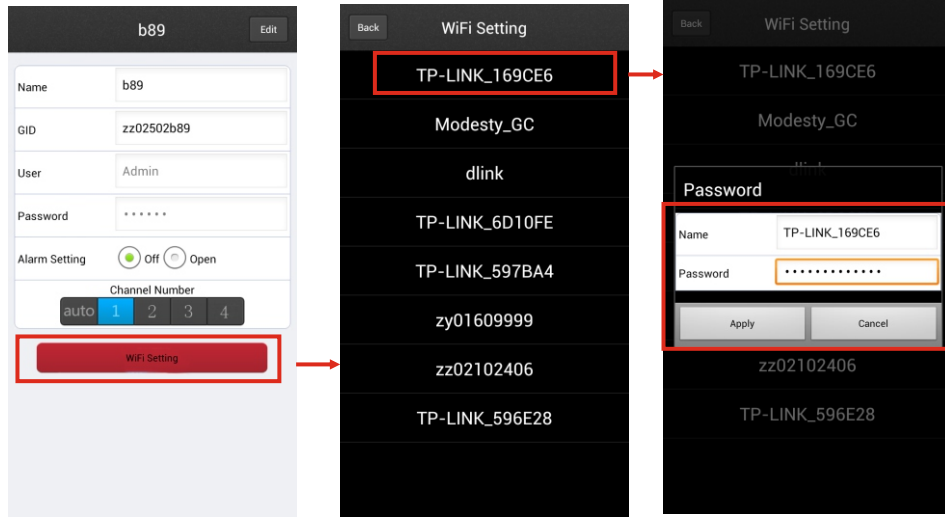 b89 Edit
Name b89
GID zz02502b89
User Admin
Password ••••••
Alarm Setting Off Open
Channel Number
auto 1 2 3 4
WiFi Setting
Back WiFi Setting
TP-LINK_169CE6
Modesty_GC
dlink
TP-LINK_6D10FE
TP-LINK_597BA4
zy01609999
zz02102406
TP-LINK_596E28
Back WiFi Setting
TP-LINK_169CE6
Modesty_GC
dlink
Password
Name TP-LINK_169CE6
Password •••••••••••••
Apply Cancel
zz02102406
TP-LINK_596E28